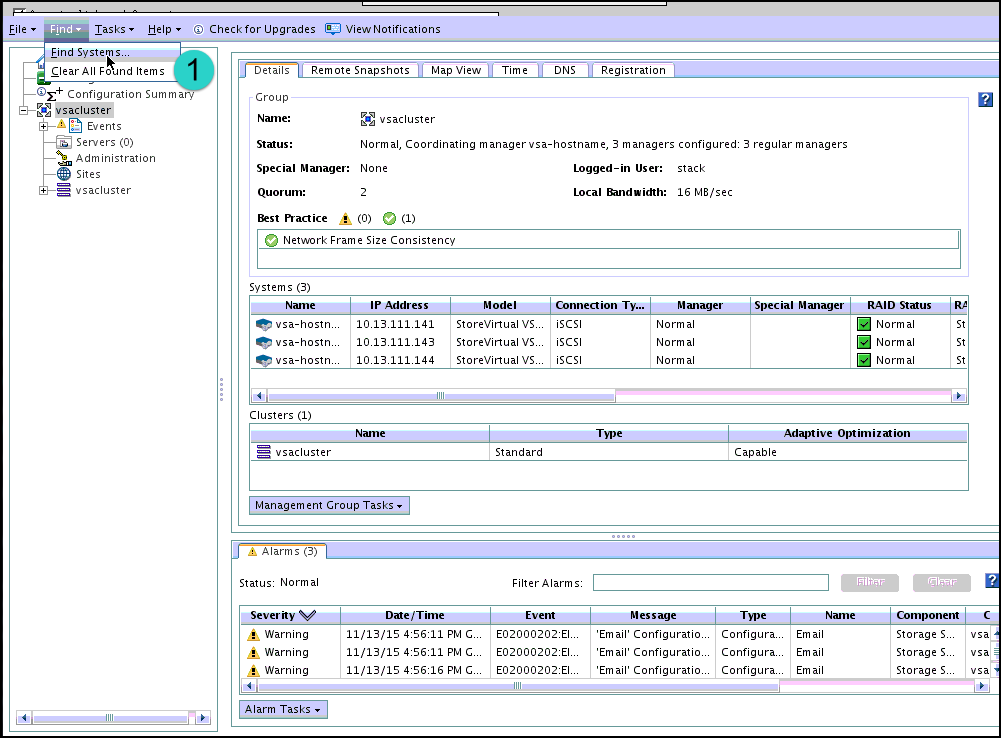 File Find Tasks Help Check for Upgrades View Notifications
Find Systems...
Clear All Found Items
1
Configuration Summary
vsacluster
Events
Servers (0)
Administration
Sites
vsacluster
Details Remote Snapshots Map View Time DNS Registration
Group
Name: vsacluster
Status: Normal, Coordinating manager vsa-hostname, 3 managers configured: 3 regular managers
Special Manager: None Logged-in User: stack
Quorum: 2 Local Bandwidth: 16 MB/sec
Best Practice (0) (1)
Network Frame Size Consistency
Systems (3)
Name IP Address Model Connection Ty... Manager Special Manager RAID Status RA
vsa-hostn... 10.13.111.141 StoreVirtual VS... iSCSI Normal Normal St
vsa-hostn... 10.13.111.143 StoreVirtual VS... iSCSI Normal Normal St
vsa-hostn... 10.13.111.144 StoreVirtual VS... iSCSI Normal Normal St
Clusters (1)
Name Type Adaptive Optimization
vsacluster Standard Capable
Management Group Tasks
Alarms (3)
Status: Normal Filter Alarms: Filter Clear
Severity Date/Time Event Message Type Name Component C
Warning 11/13/15 4:56:11 PM G... E02000202:El... 'Email' Configuratio... Configura... Email Storage S... vsa
Warning 11/13/15 4:56:11 PM G... E02000202:El... 'Email' Configuratio... Configura... Email Storage S... vsa
Warning 11/13/15 4:56:16 PM G... E02000202:El... 'Email' Configuratio... Configura... Email Storage S... vsa
Alarm Tasks